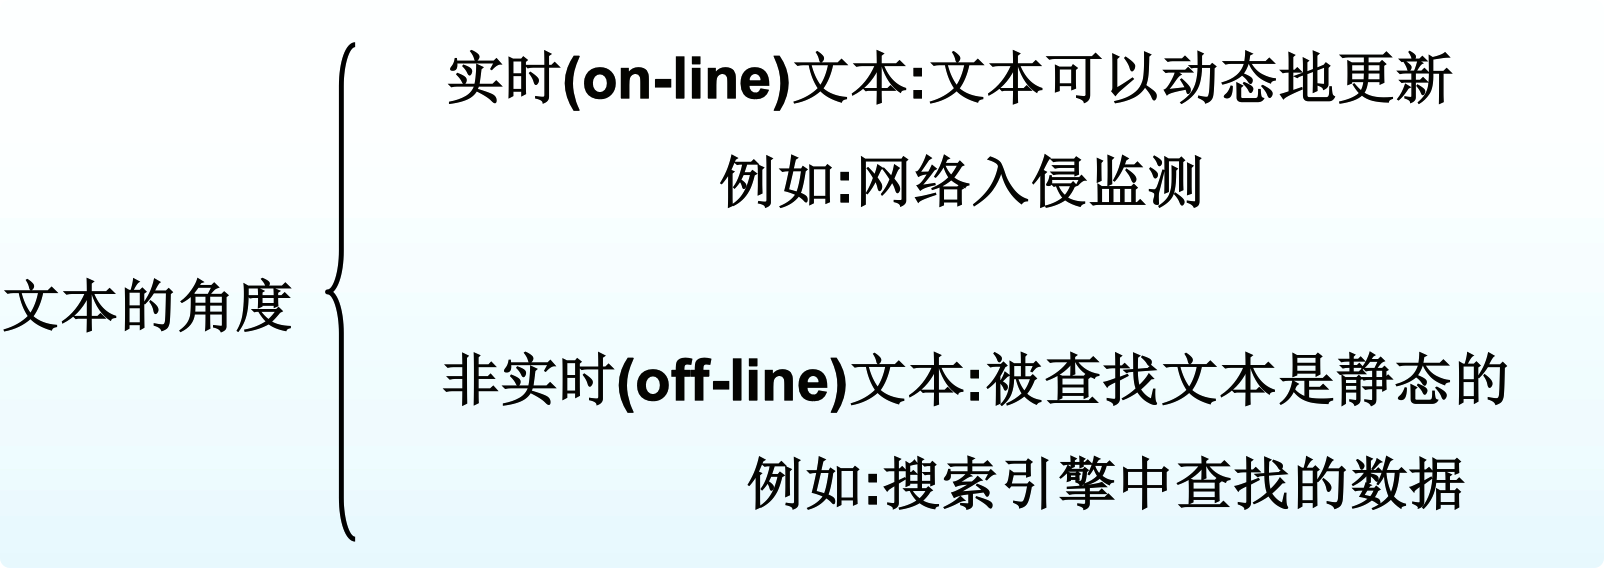 实时(on-line)文本:文本可以动态地更新
例如:网络入侵监测
文本的角度
非实时(off-line)文本:被查找文本是静态的
例如:搜索引擎中查找的数据